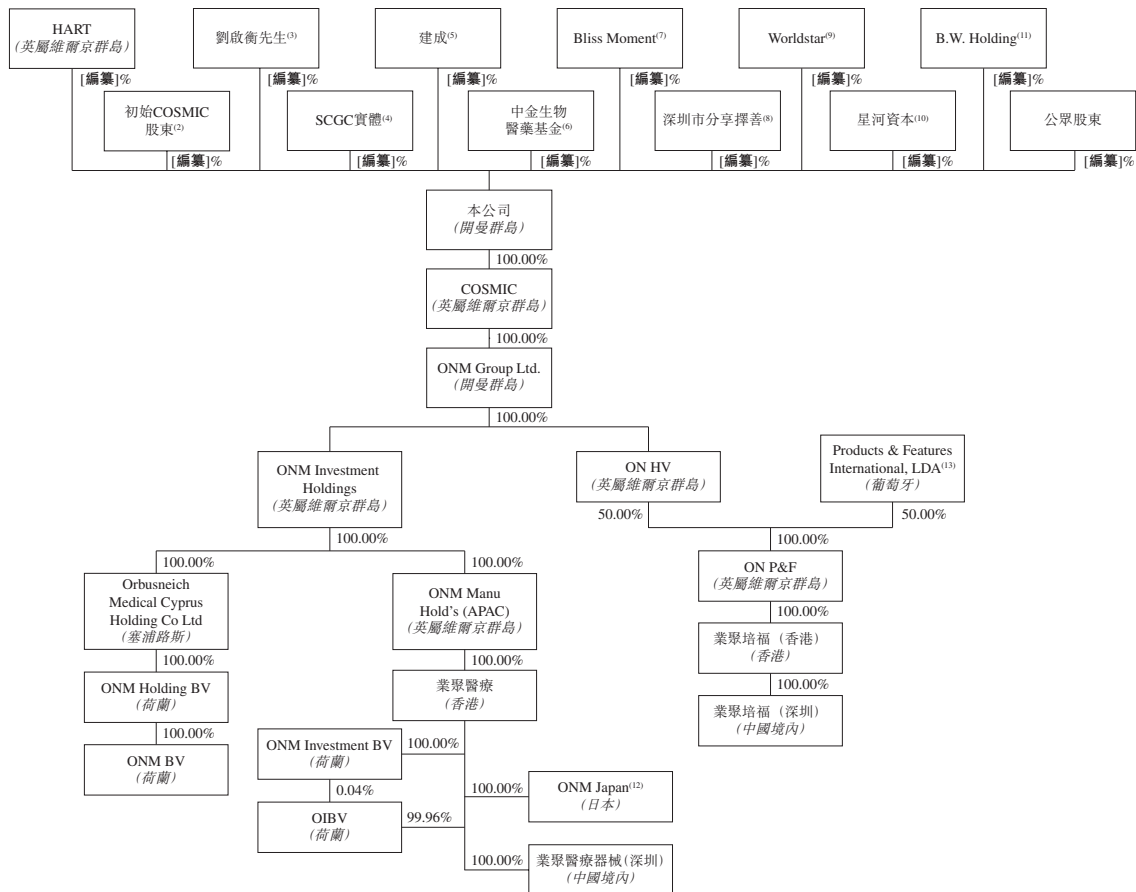 HART
(英屬維爾京群島)
劉啟衡先生(3)
建成(5)
Bliss Moment(7)
Worldstar(9)
B.W. Holding(11)
[編纂]%
[編纂]%
[編纂]%
[編纂]%
[編纂]%
[編纂]%
初始COSMIC
股東(2)
SCGC實體(4)
中金生物
醫藥基金(6)
深圳市分享擇善(8)
星河資本(10)
公眾股東
[編纂]%
[編纂]%
[編纂]%
[編纂]%
[編纂]%
[編纂]%
本公司
(開曼群島)
100.00%
COSMIC
(英屬維爾京群島)
100.00%
ONM Group Ltd.
(開曼群島)
100.00%
ONM Investment
Holdings
(英屬維爾京群島)
ON HV
(英屬維爾京群島)
Products & Features
International, LDA(13)
(葡萄牙)
100.00%
50.00%
50.00%
100.00%
100.00%
100.00%
Orbusneich
Medical Cyprus
Holding Co Ltd
(塞浦路斯)
ONM Manu
Hold's (APAC)
(英屬維爾京群島)
ON P&F
(英屬維爾京群島)
100.00%
100.00%
100.00%
ONM Holding BV
(荷蘭)
業聚醫療
(香港)
業聚培福（香港）
(香港)
100.00%
100.00%
ONM BV
(荷蘭)
ONM Investment BV
(荷蘭)
100.00%
業聚培福（深圳）
(中國境內)
0.04%
100.00%
ONM Japan(12)
(日本)
OIBV
(荷蘭)
99.96%
100.00%
業聚醫療器械(深圳)
(中國境內)